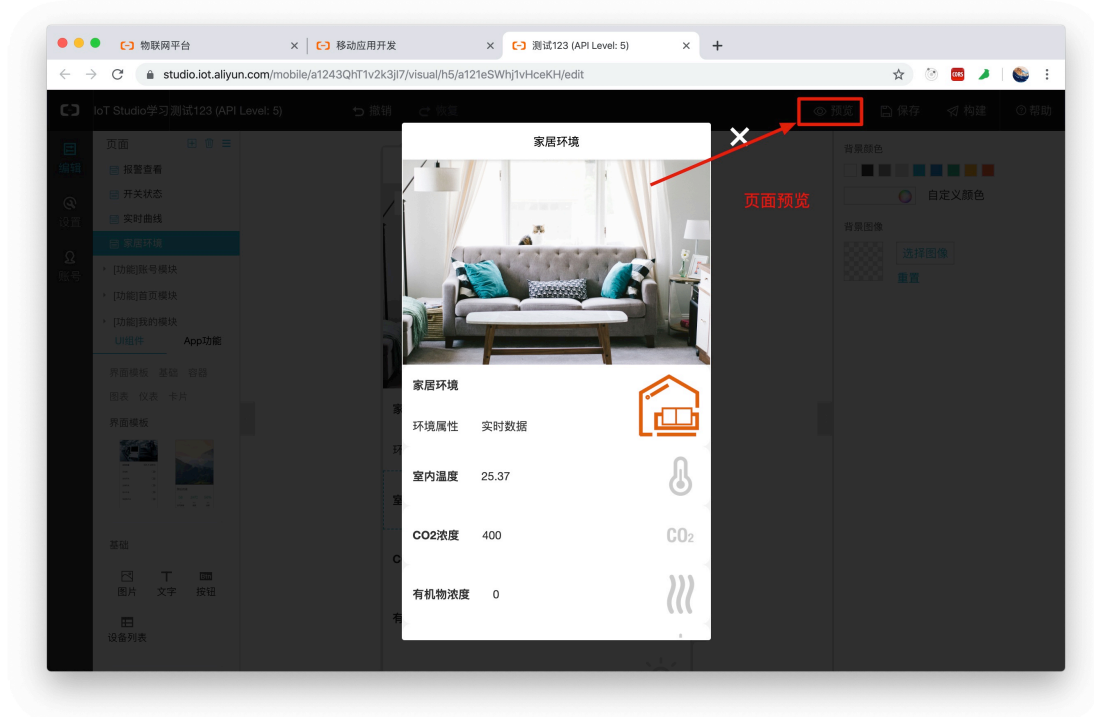 物联网平台
移动应用开发
测试123 (API Level: 5)
studio.iot.aliyun.com/mobile/a1243QhT1v2k3jI7/visual/h5/a121eSWhj1vHceKH/edit
CORS
IoT Studio学习测试123 (API Level: 5)
撤销
恢复
预览
保存
构建
帮助
编辑
设置
账号
页面
报警查看
开关状态
实时曲线
家居环境
[功能]账号模块
[功能]首页模块
[功能]我的模块
UI组件 App功能
界面模板 基础 容器
图表 仪表 卡片
界面模板
基础
图片 文字 按钮
设备列表
家居环境
家居环境
环境属性 实时数据
室内温度 25.37
CO2浓度 400
CO2
有机物浓度 0
页面预览
背景颜色
自定义颜色
背景图像
选择图像
重置